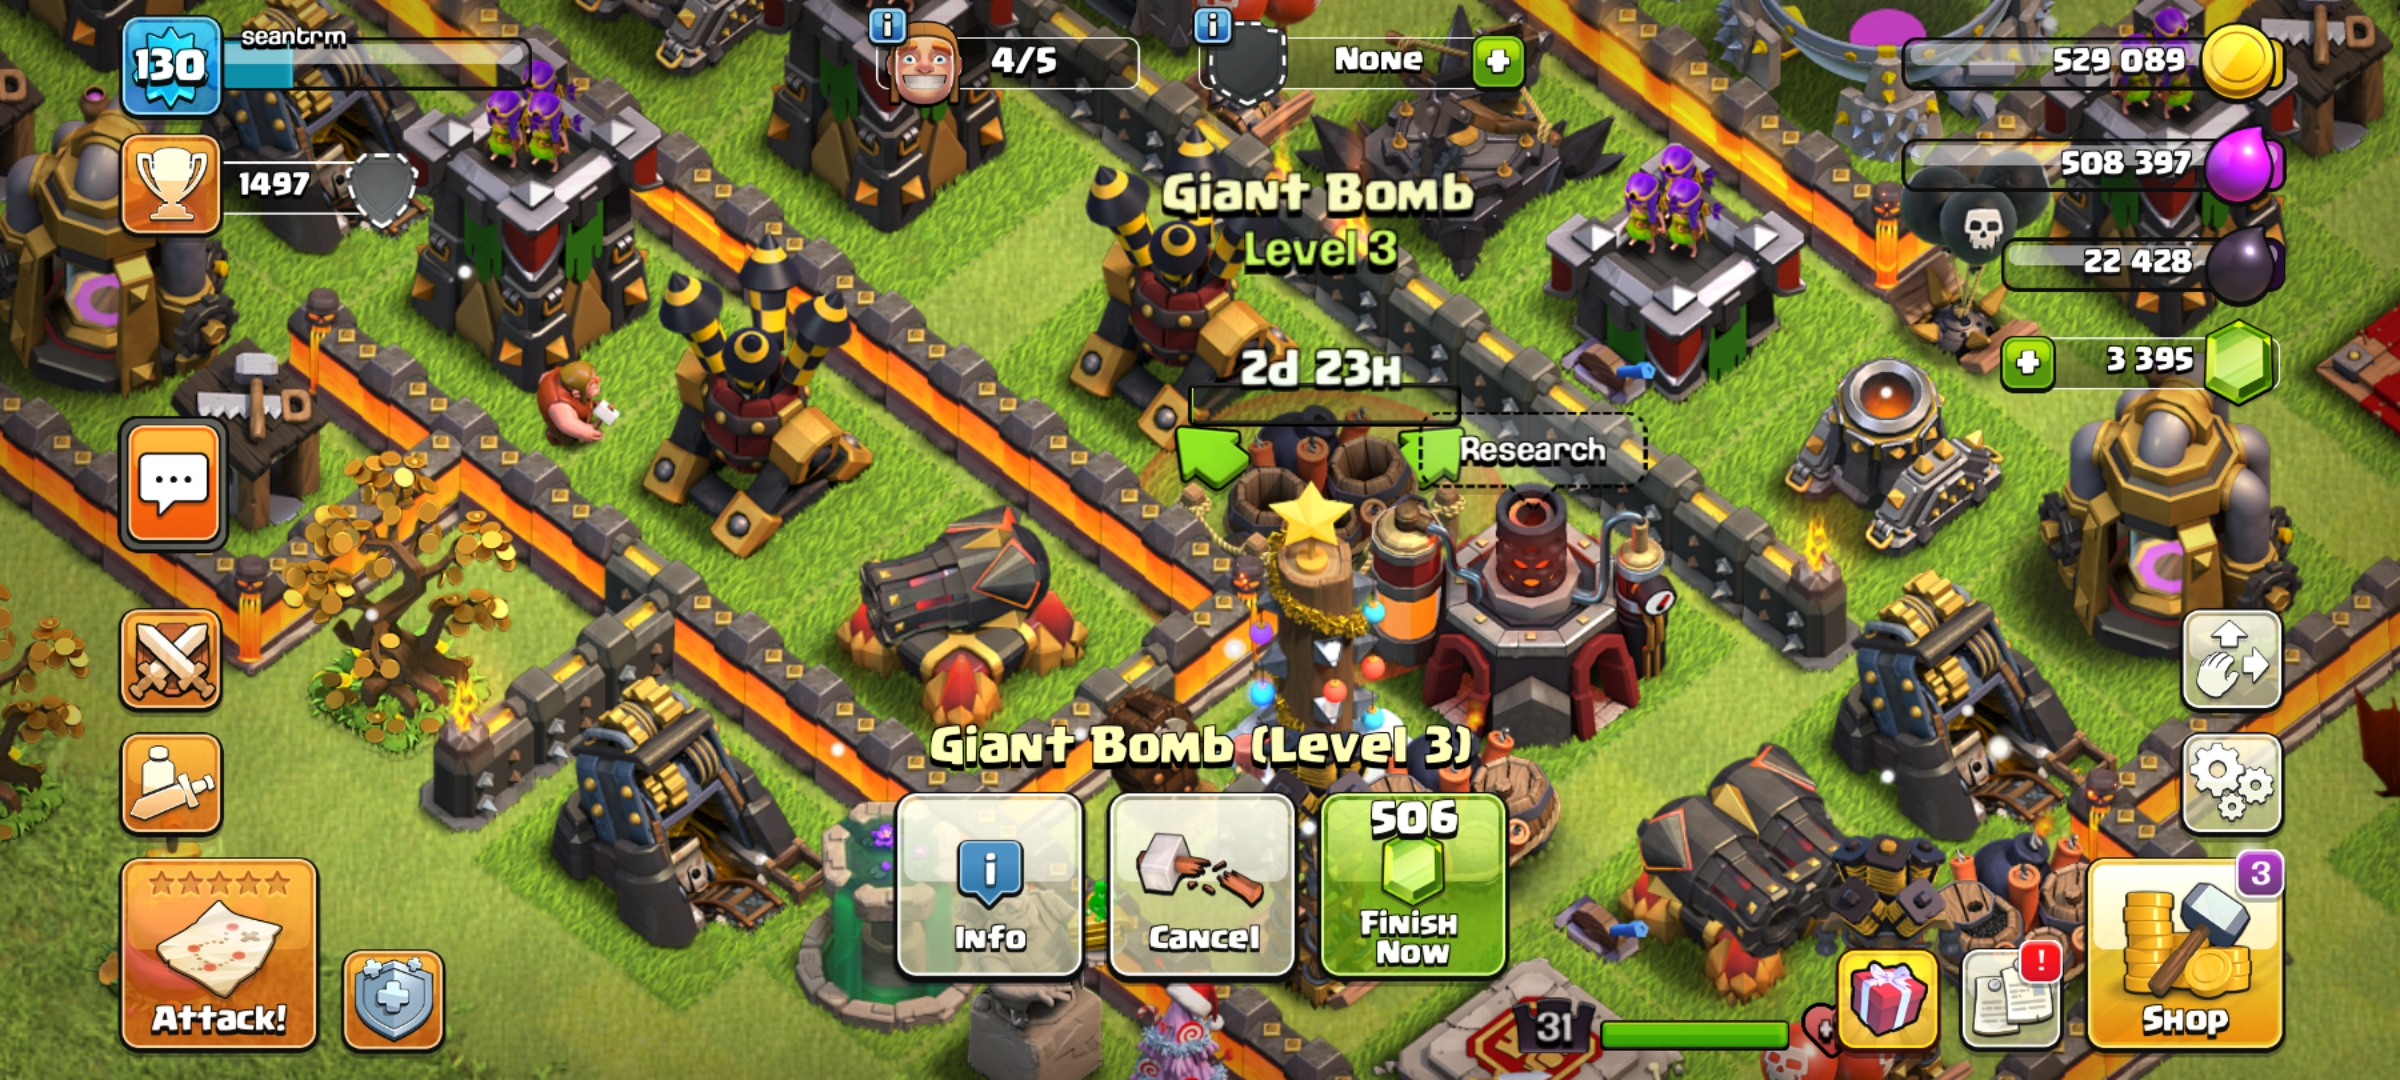 130
seantrm
4/5
None
529 089
1497
508 397
Giant Bomb
Level 3
22 428
3 395
2d 23H
Research
Giant Bomb (Level 3)
506
Info
Cancel
Finish
Now
3
Attack!
31
!
Shop